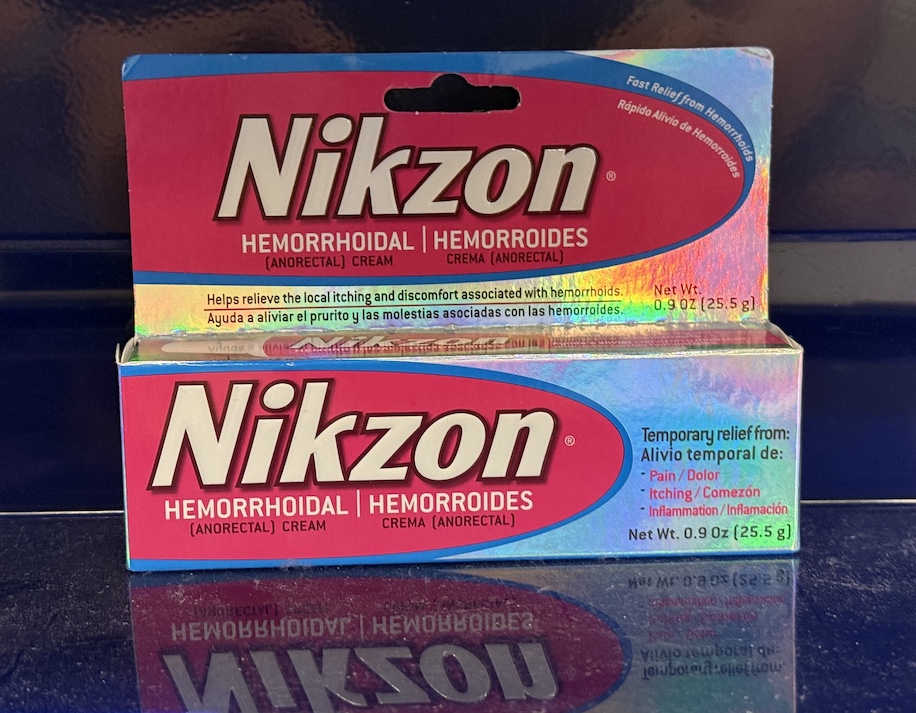 Fast Relief from Hemorrhoids
Rápido Alivio de Hemorroides
Nikzon®
HEMORRHOIDAL | HEMORROIDES
(ANORECTAL) CREAM CREMA (ANORECTAL)
Helps relieve the local itching and discomfort associated with hemorrhoids.
Ayuda a aliviar el prurito y las molestias asociadas con las hemorroides.
Net Wt.
0.9 OZ (25.5 g)
Nikzon®
HEMORRHOIDAL | HEMORROIDES
(ANORECTAL) CREAM CREMA (ANORECTAL)
Temporary relief from:
Alivio temporal de:
- Pain / Dolor
- Itching / Comezón
- Inflammation / Inflamación
Net Wt. 0.9 Oz (25.5 g)